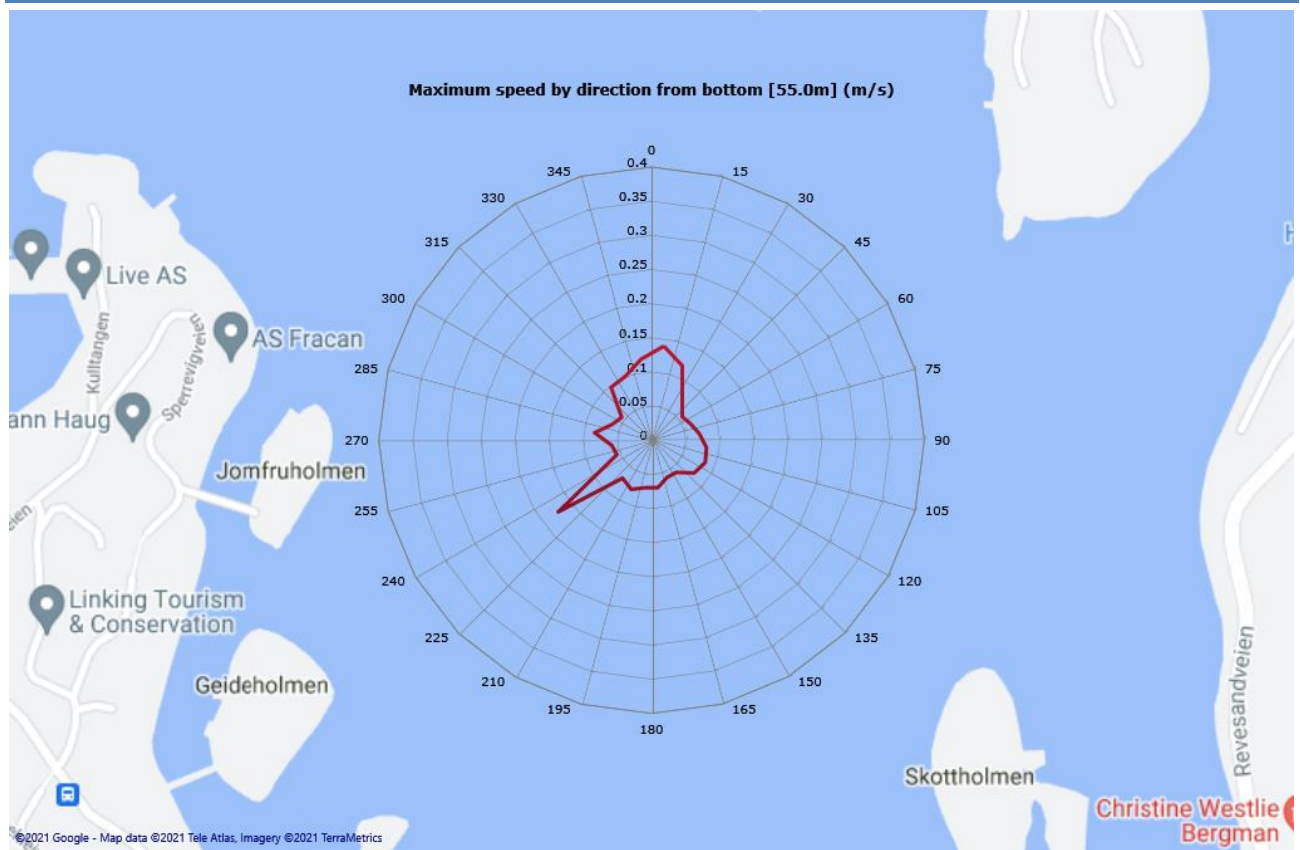 Maximum speed by direction from bottom [55.0m] (m/s)
0
0.4
345
15
0.35
330
30
0.3
315
45
0.25
300
60
0.2
285
75
0.15
0.1
0.05
270
0
90
255
105
240
120
225
135
210
150
195
165
180
Live AS
AS Fracan
Kulltangen
Sperrevigveien
ann Haug
Jomfruholmen
eien
Linking Tourism
& Conservation
Geideholmen
Skottholmen
Revesandveien
H
Christine Westlie
Bergman
©2021 Google - Map data ©2021 Tele Atlas, Imagery ©2021 TerraMetrics